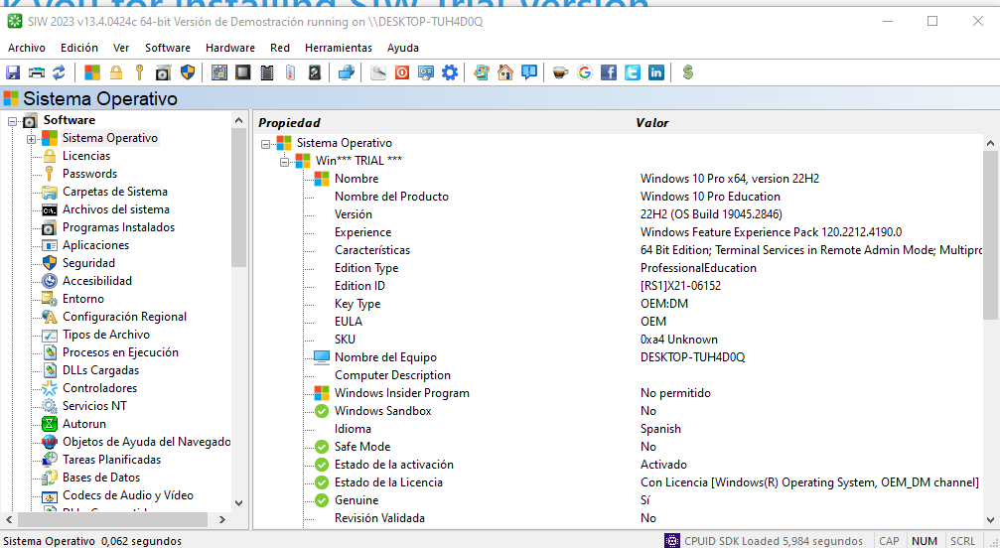 SIW 2023 v13.4.0424c 64-bit Versión de Demostración running on \\DESKTOP-TUH4D0Q
Archivo Edición Ver Software Hardware Red Herramientas Ayuda
Sistema Operativo
Software
Sistema Operativo
Licencias
Passwords
Carpetas de Sistema
Archivos del sistema
Programas Instalados
Aplicaciones
Seguridad
Accesibilidad
Entorno
Configuración Regional
Tipos de Archivo
Procesos en Ejecución
DLLs Cargadas
Controladores
Servicios NT
Autorun
Objetos de Ayuda del Navegado
Tareas Planificadas
Bases de Datos
Codecs de Audio y Vídeo
Propiedad Valor
Sistema Operativo
Win*** TRIAL ***
Nombre Windows 10 Pro x64, version 22H2
Nombre del Producto Windows 10 Pro Education
Versión 22H2 (OS Build 19045.2846)
Experience Windows Feature Experience Pack 120.2212.4190.0
Características 64 Bit Edition; Terminal Services in Remote Admin Mode; Multipro
Edition Type ProfessionalEducation
Edition ID [RS1]X21-06152
Key Type OEM:DM
EULA OEM
SKU 0xa4 Unknown
Nombre del Equipo DESKTOP-TUH4D0Q
Computer Description
Windows Insider Program No permitido
Windows Sandbox No
Idioma Spanish
Safe Mode No
Estado de la activación Activado
Estado de la Licencia Con Licencia [Windows(R) Operating System, OEM_DM channel]
Genuine Sí
Revisión Validada No
Sistema Operativo 0,062 segundos CPUID SDK Loaded 5,984 segundos CAP NUM SCRL